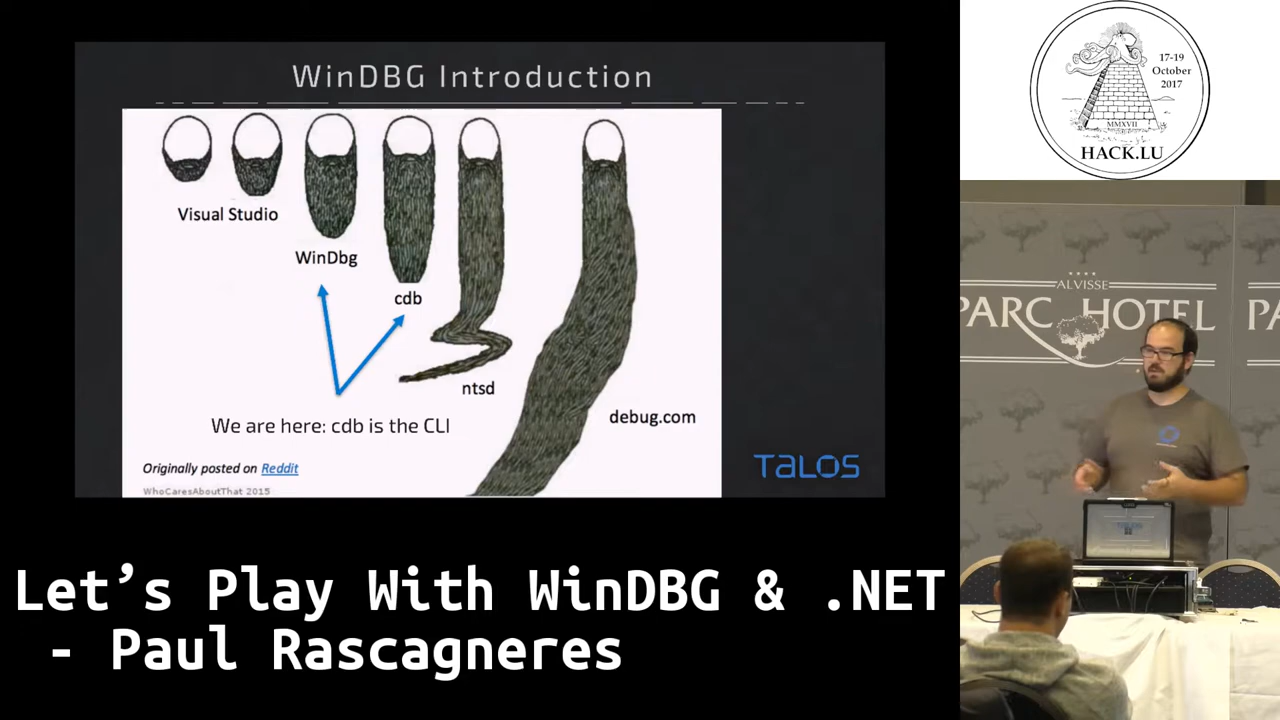 WinDBG Introduction
Visual Studio
WinDbg
cdb
ntsd
debug.com
We are here: cdb is the CLI
Originally posted on Reddit
WhoCaresAboutThat 2015
TALOS
17-19
October
2017
MMXVII
HACK.LU
ALVISSE
PARC HOTEL
PA
Let’s Play With WinDBG & .NET
- Paul Rascagneres